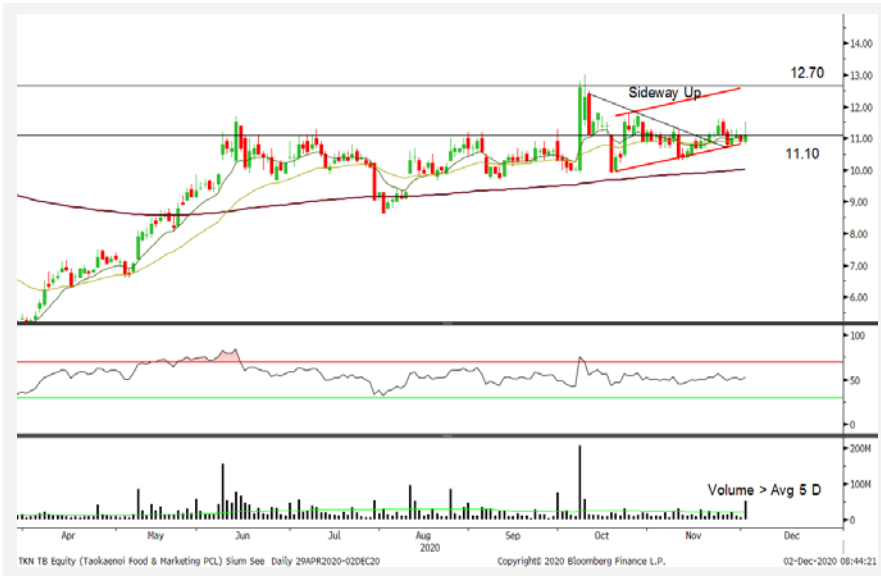 14.00
12.70
13.00
Sideway Up
12.00
11.00
11.10
10.00
9.00
8.00
7.00
6.00
100
50
0
200M
Volume > Avg 5 D
100M
0
Apr May Jun Jul Aug Sep Oct Nov Dec
2020
TKN TB Equity (Taokaenoi Food & Marketing PCL) Sium See Daily 29APR2020-02DEC20 Copyright© 2020 Bloomberg Finance L.P. 02-Dec-2020 08:44:21